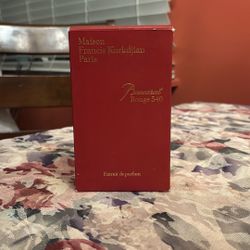 Maison
Francis Kurkdjian
Paris
Baccarat
Rouge 540
Extrait de parfum